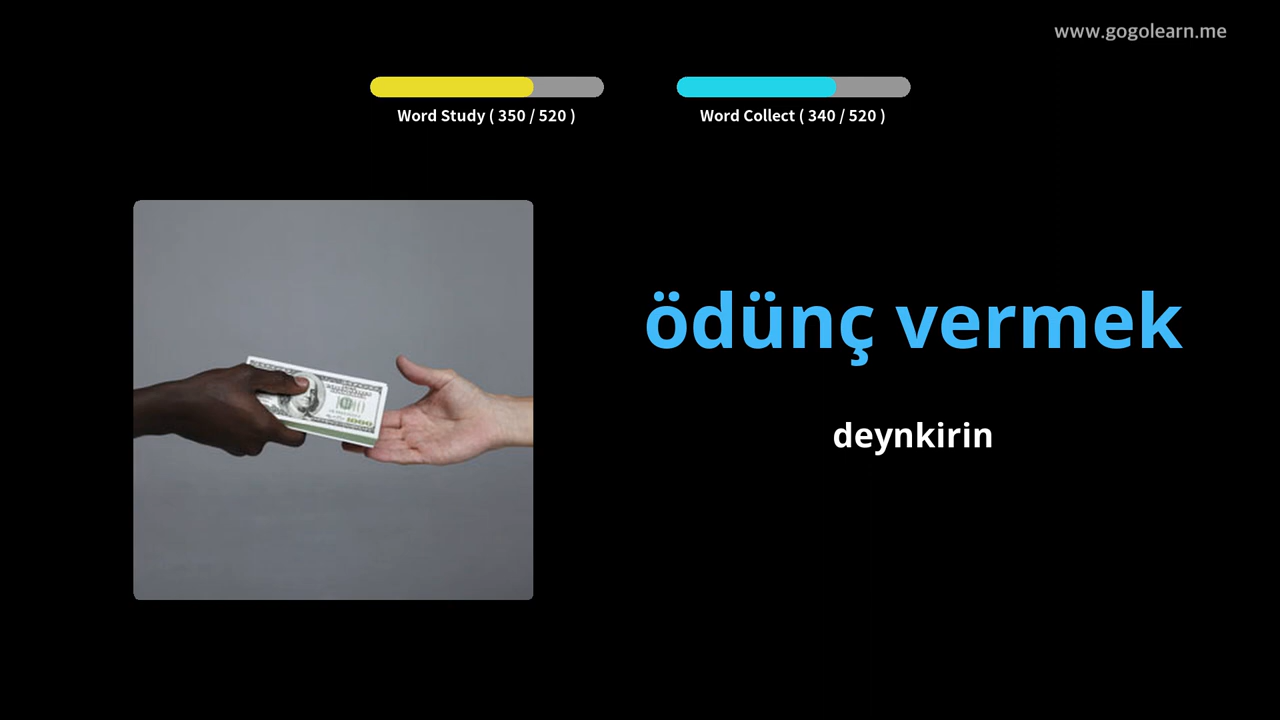 www.gogolearn.me
Word Study ( 350 / 520 )
Word Collect ( 340 / 520 )
ödünç vermek
deynkirin